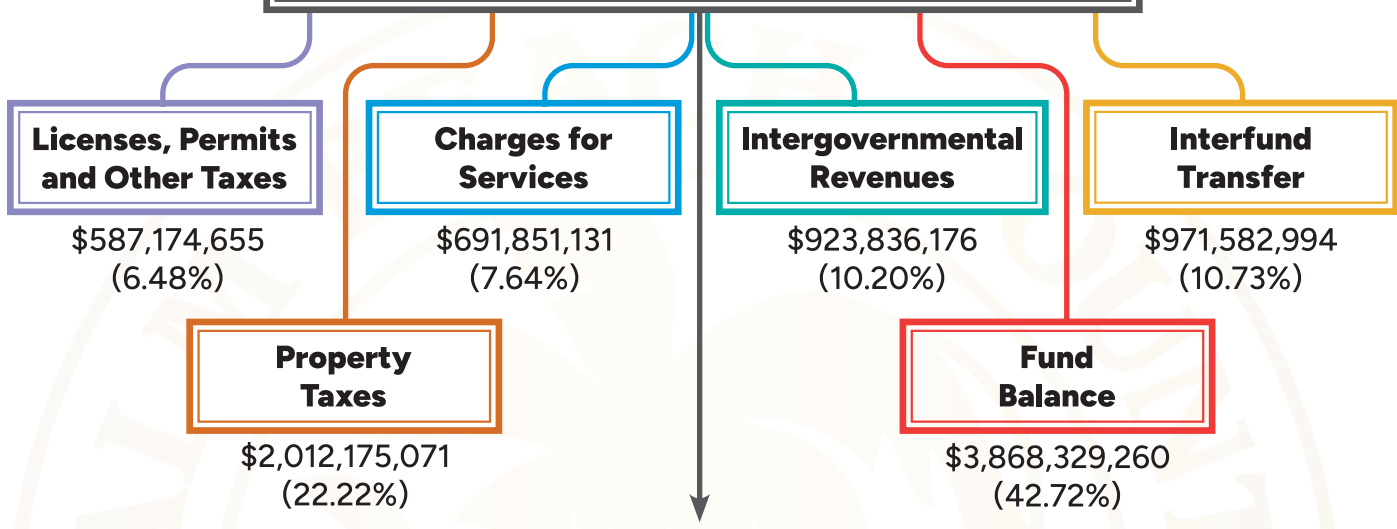 Licenses, Permits
and Other Taxes
$587,174,655
(6.48%)
Charges for
Services
$691,851,131
(7.64%)
Intergovernmental
Revenues
$923,836,176
(10.20%)
Interfund
Transfer
$971,582,994
(10.73%)
Property
Taxes
$2,012,175,071
(22.22%)
Fund
Balance
$3,868,329,260
(42.72%)